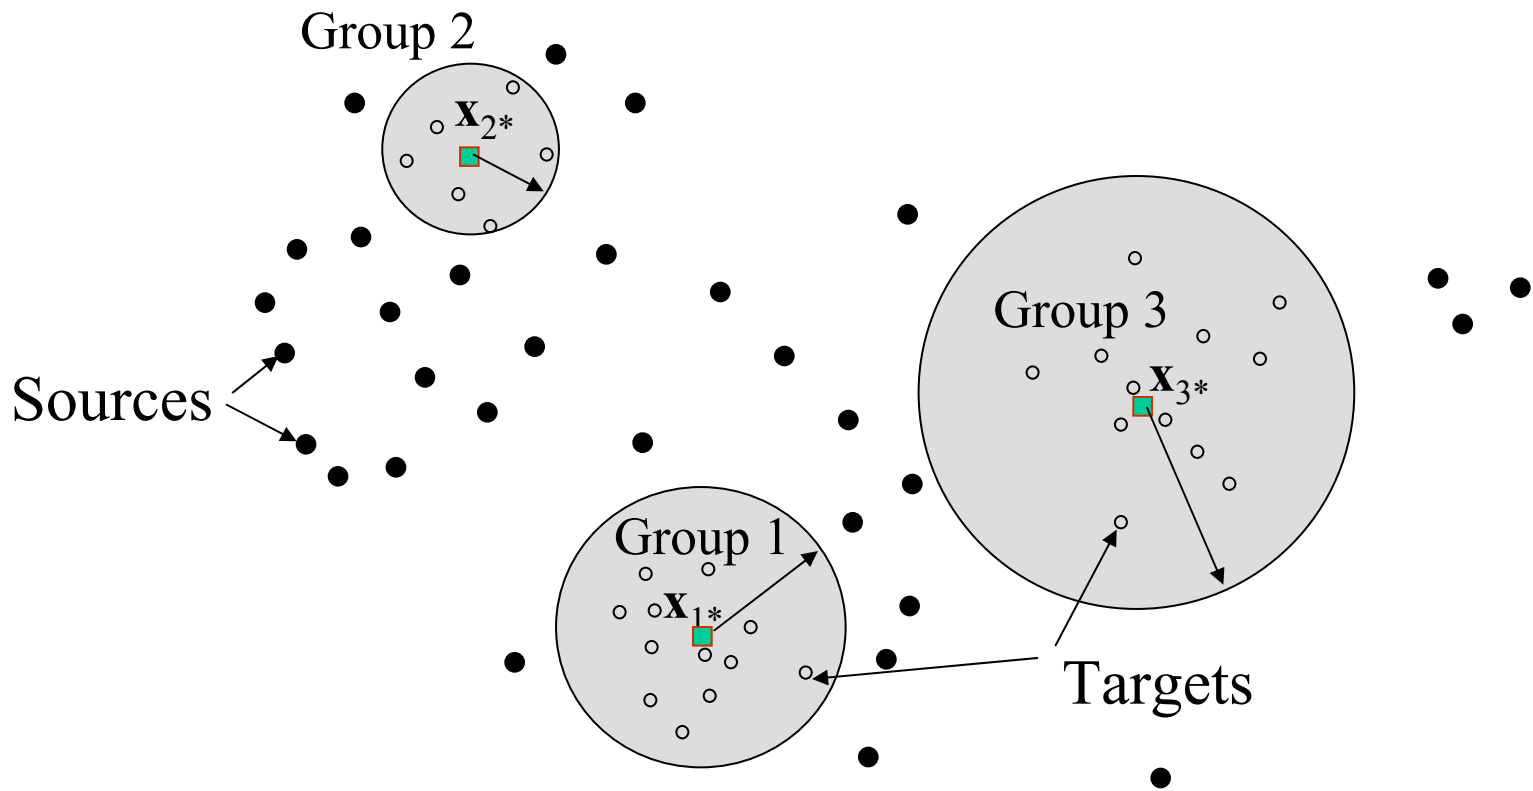 Group 2
x2*
Group 3
x3*
Sources
Group 1
x1*
Targets